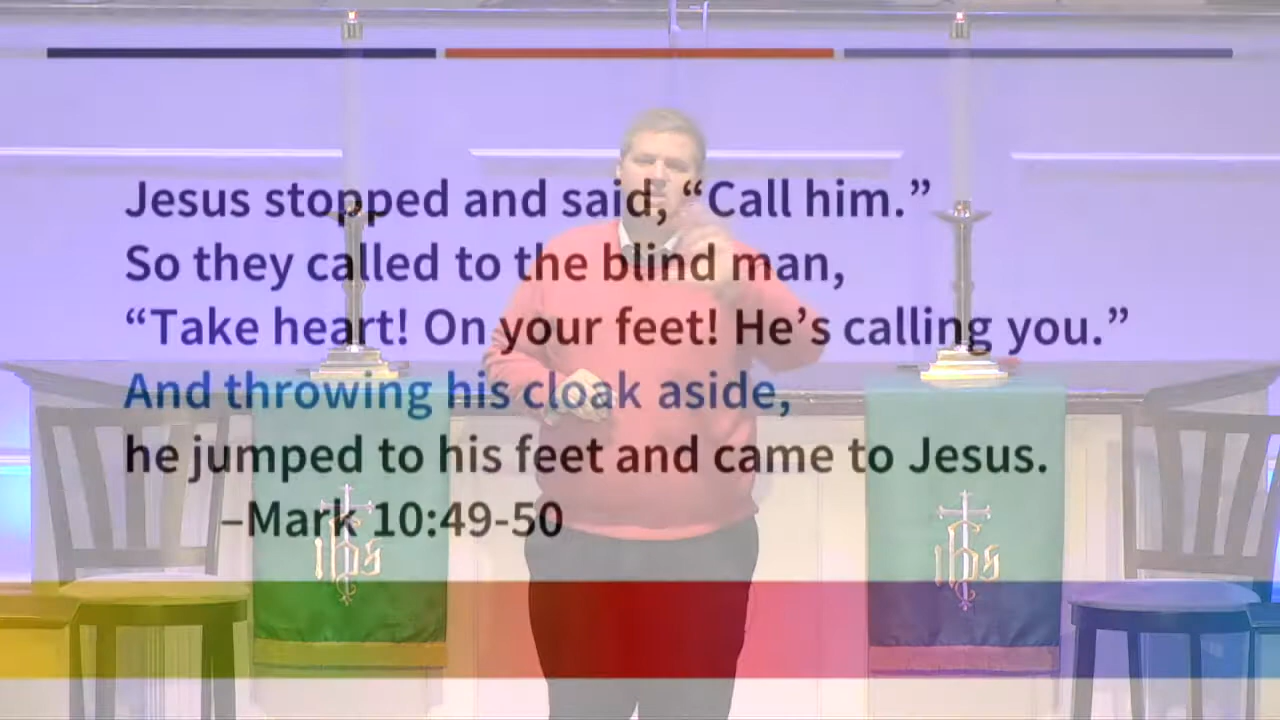 Jesus stopped and said, “Call him.”
So they called to the blind man,
“Take heart! On your feet! He’s calling you.”
And throwing his cloak aside,
he jumped to his feet and came to Jesus.
–Mark 10:49-50
ihs
ihs